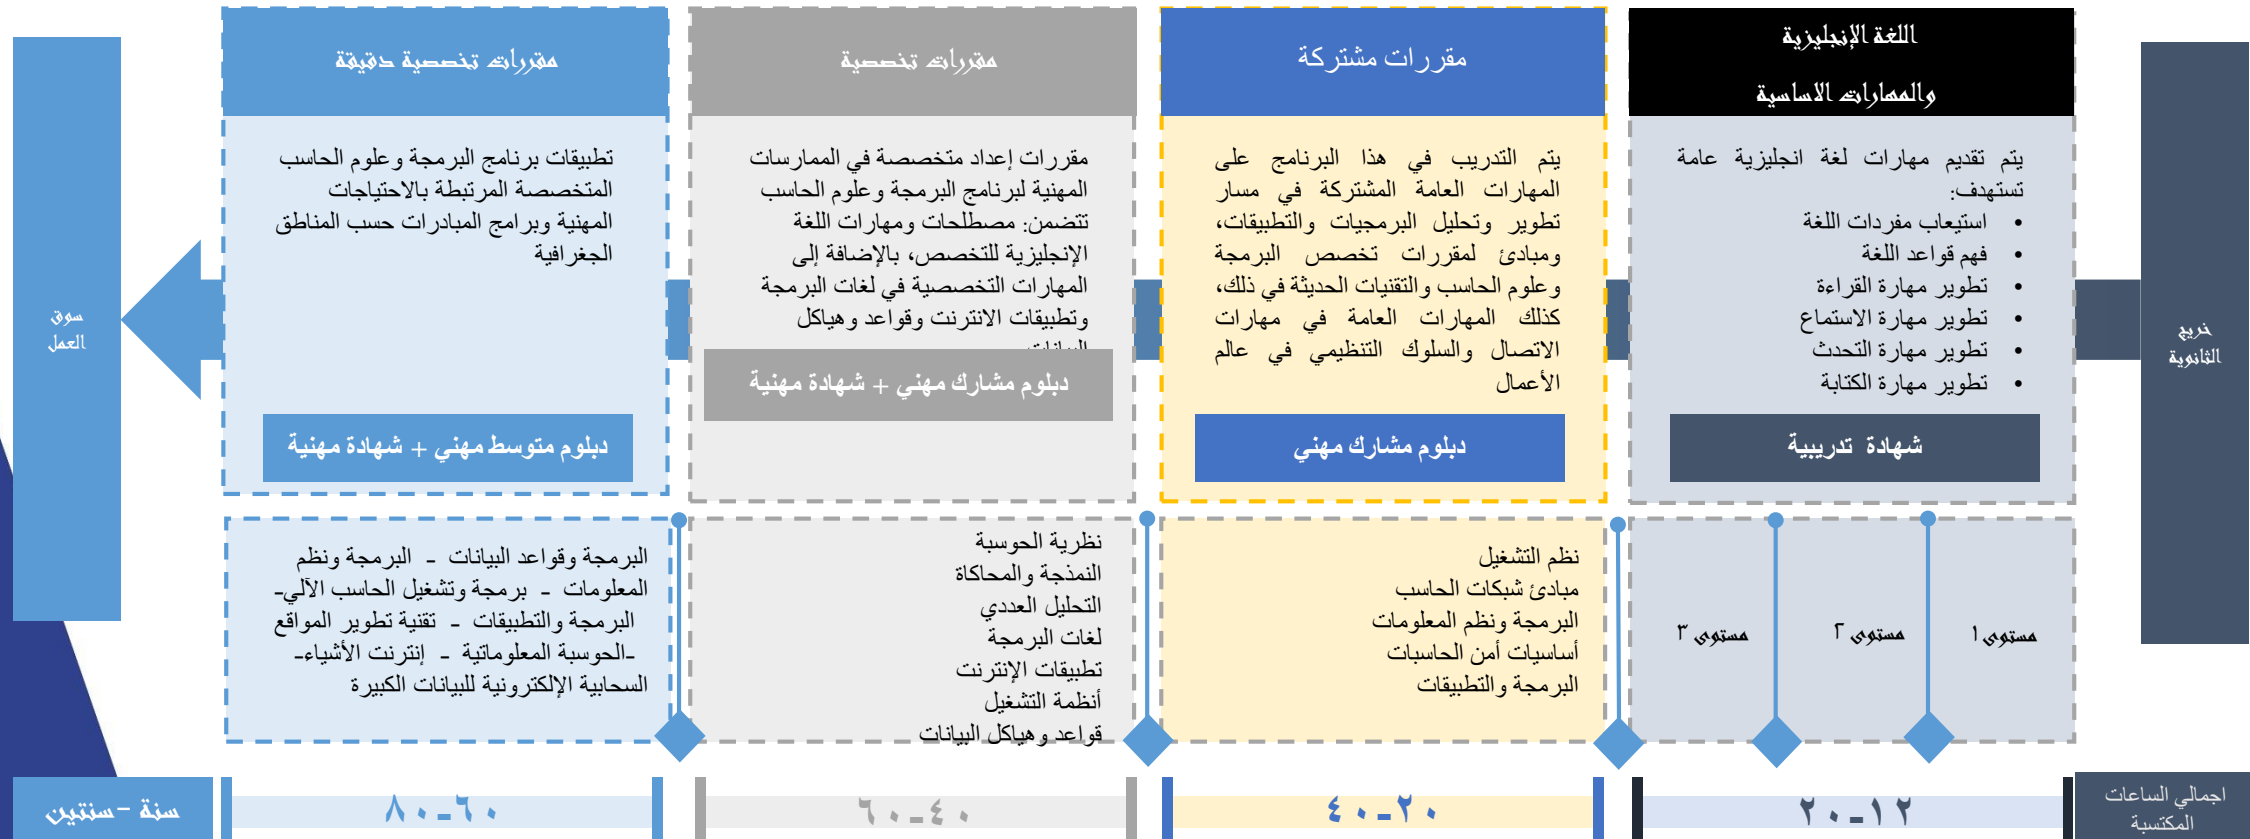 خريج
الثانوية
اللغة الإنجليزية
والمهارات الاساسية
يتم تقديم مهارات لغة انجليزية عامة
تستهدف:
• استيعاب مفردات اللغة
• فهم قواعد اللغة
• تطوير مهارة القراءة
• تطوير مهارة الاستماع
• تطوير مهارة التحدث
• تطوير مهارة الكتابة
شهادة تدريبية
مستوى ١
مستوى ٢
مستوى ٣
مقررات مشتركة
يتم التدريب في هذا البرنامج على
المهارات العامة المشتركة في مسار
تطوير وتحليل البرمجيات والتطبيقات،
ومبادئ لمقررات تخصص البرمجة
وعلوم الحاسب والتقنيات الحديثة في ذلك،
كذلك المهارات العامة في مهارات
الاتصال والسلوك التنظيمي في عالم
الأعمال
دبلوم مشارك مهني
نظم التشغيل
مبادئ شبكات الحاسب
البرمجة ونظم المعلومات
أساسيات أمن الحاسبات
البرمجة والتطبيقات
مقررات تخصصية
مقررات إعداد متخصصة في الممارسات
المهنية لبرنامج البرمجة وعلوم الحاسب
تتضمن: مصطلحات ومهارات اللغة
الإنجليزية للتخصص، بالإضافة إلى
المهارات التخصصية في لغات البرمجة
وتطبيقات الانترنت وقواعد وهياكل
دبلوم مشارك مهني + شهادة مهنية
نظرية الحوسبة
النمذجة والمحاكاة
التحليل العددي
لغات البرمجة
تطبيقات الإنترنت
أنظمة التشغيل
قواعد وهياكل البيانات
مقررات تخصصية دقيقة
تطبيقات برنامج البرمجة وعلوم الحاسب
المتخصصة المرتبطة بالاحتياجات
المهنية وبرامج المبادرات حسب المناطق
الجغرافية
دبلوم متوسط مهني + شهادة مهنية
البرمجة وقواعد البيانات - البرمجة ونظم
المعلومات - برمجة وتشغيل الحاسب الآلي-
البرمجة والتطبيقات - تقنية تطوير المواقع
-الحوسبة المعلوماتية - إنترنت الأشياء-
السحابية الإلكترونية للبيانات الكبيرة
سوق
العمل
اجمالي الساعات
المكتسبة
١٢-٢٠
٢٠-٤٠
٤٠-٦٠
٦٠-٨٠
سنة -سنتين